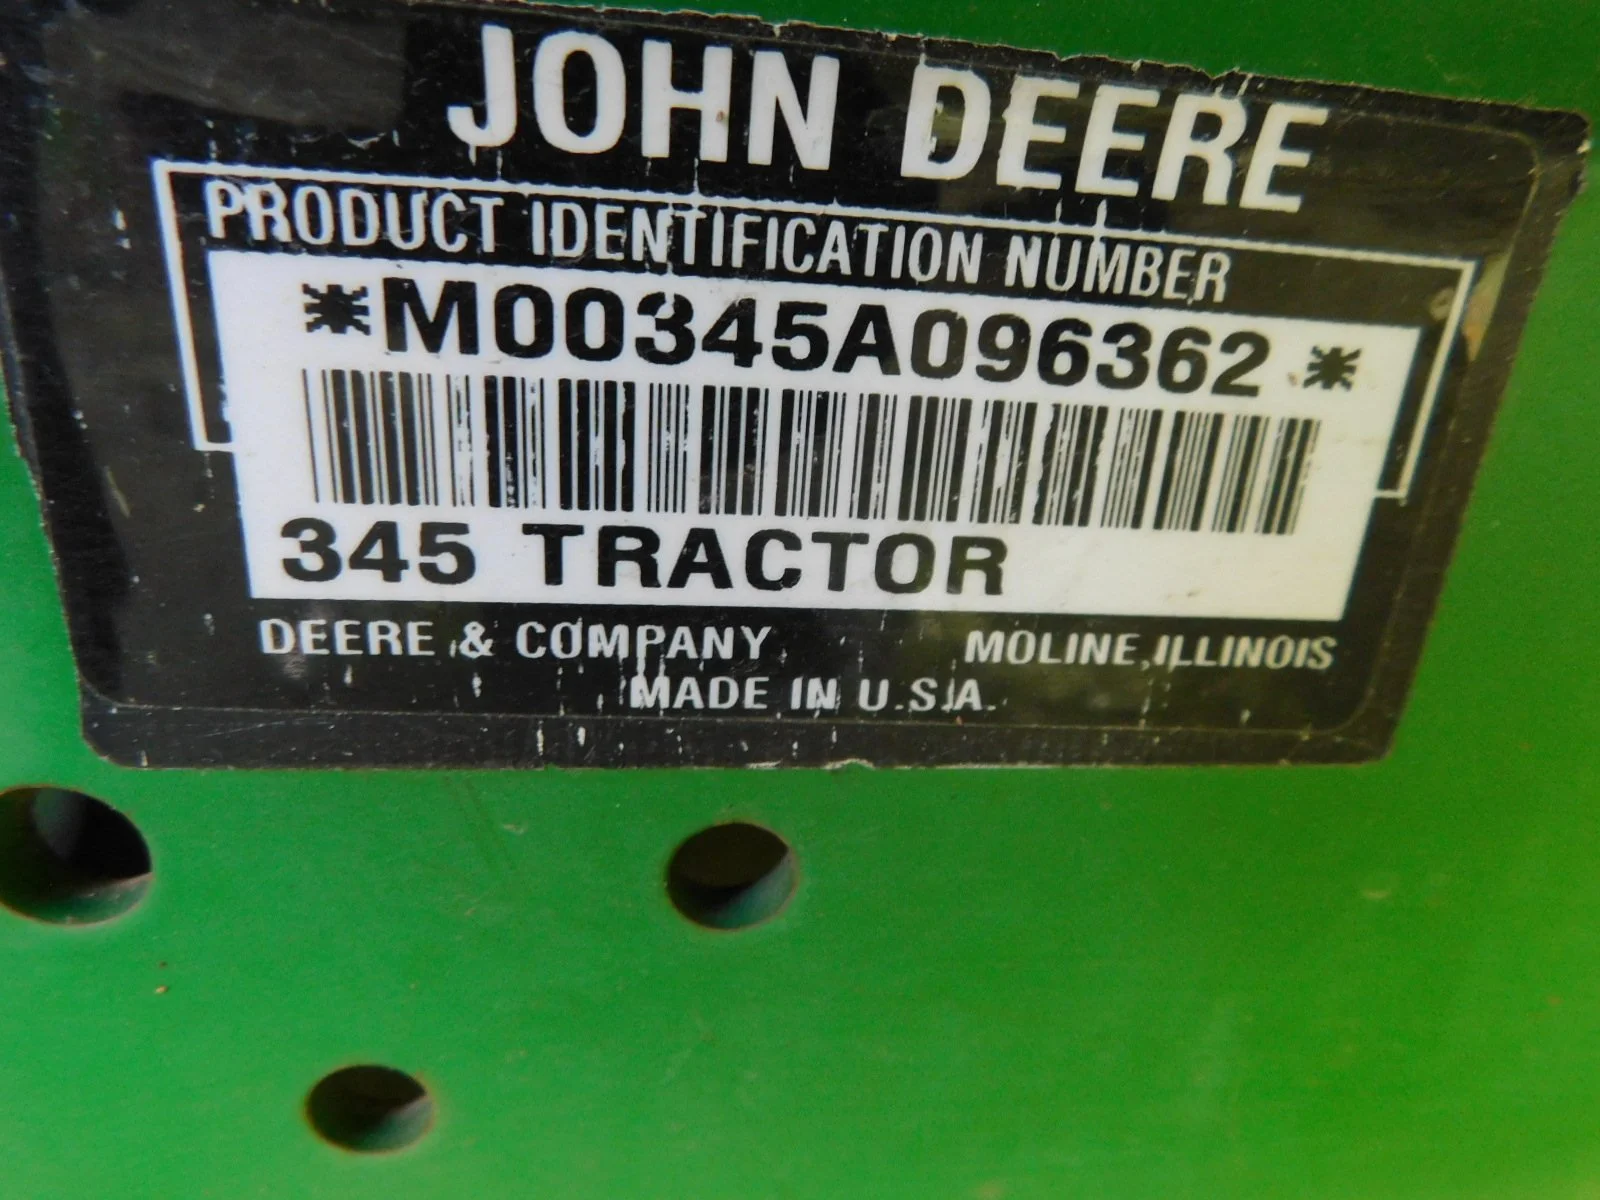 JOHN DEERE
PRODUCT IDENTIFICATION NUMBER
*M00345A096362*
345 TRACTOR
DEERE & COMPANY MOLINE, ILLINOIS
MADE IN U.S.A.